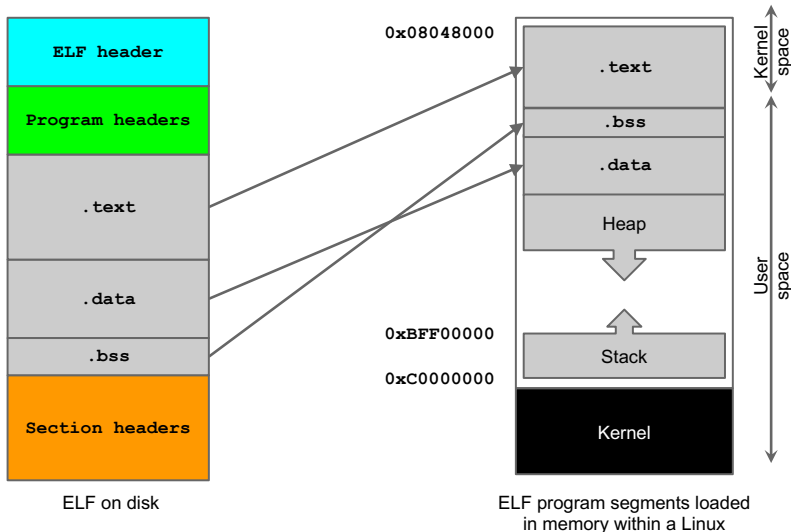 ELF header
Program headers
.text
.data
.bss
Section headers
ELF on disk
0x08048000
.text
.bss
.data
Heap
0xBFF00000
Stack
0xC0000000
Kernel
ELF program segments loaded
in memory within a Linux
Kernel
space
User
space